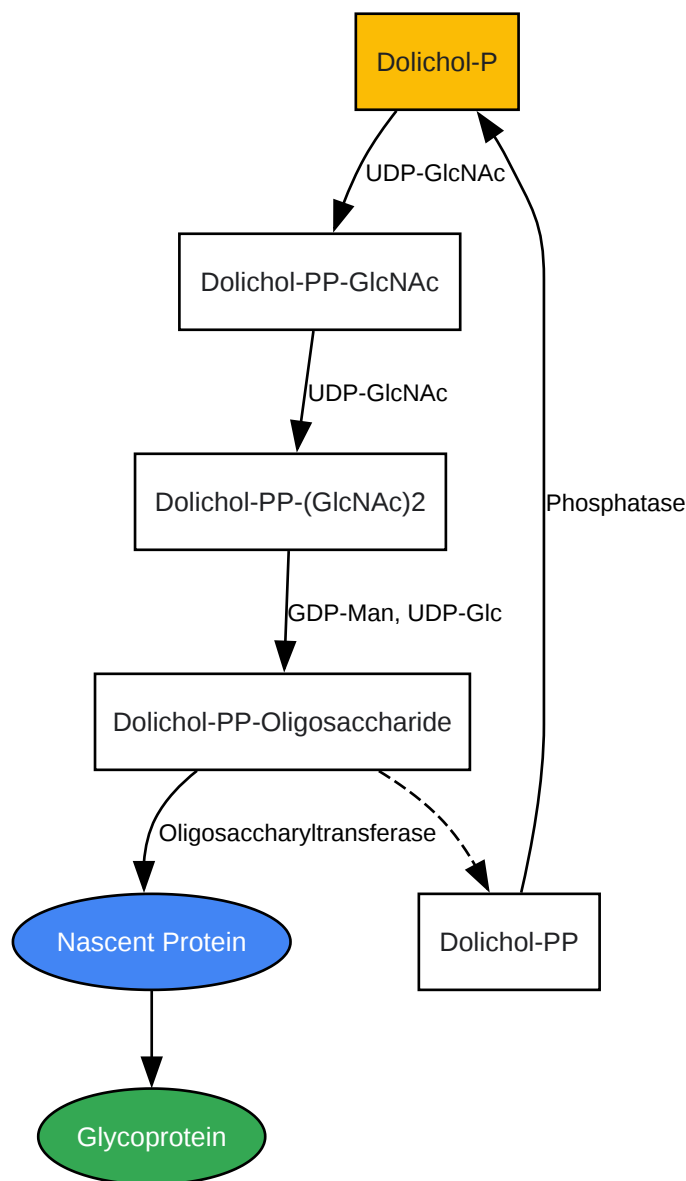 Dolichol-P
UDP-GlcNAc
Dolichol-PP-GlcNAc
UDP-GlcNAc
Dolichol-PP-(GlcNAc)2
Phosphatase
GDP-Man, UDP-Glc
Dolichol-PP-Oligosaccharide
Oligosaccharyltransferase
Nascent Protein
Dolichol-PP
Glycoprotein